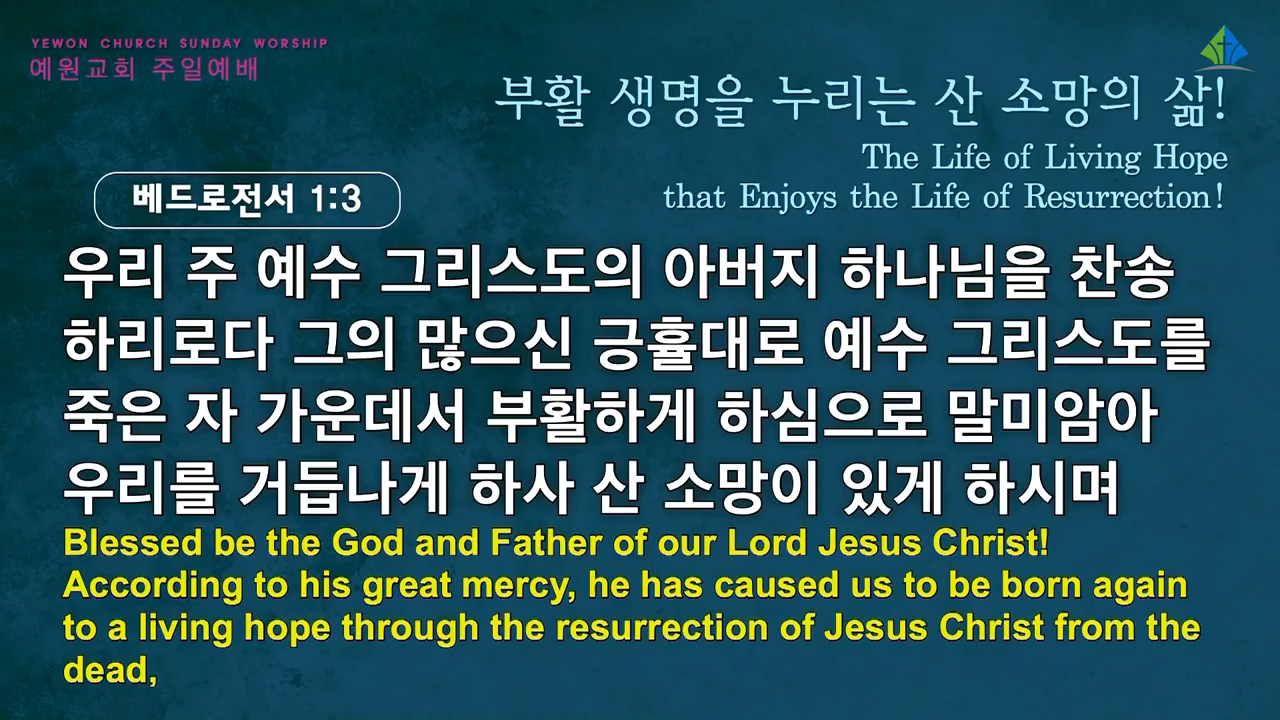 YEWON CHURCH SUNDAY WORSHIP
예원교회 주일예배
부활 생명을 누리는 산 소망의 삶!
The Life of Living Hope
that Enjoys the Life of Resurrection!
베드로전서 1:3
우리 주 예수 그리스도의 아버지 하나님을 찬송
하리로다 그의 많으신 긍휼대로 예수 그리스도를
죽은 자 가운데서 부활하게 하심으로 말미암아
우리를 거듭나게 하사 산 소망이 있게 하시며
Blessed be the God and Father of our Lord Jesus Christ!
According to his great mercy, he has caused us to be born again
to a living hope through the resurrection of Jesus Christ from the
dead,